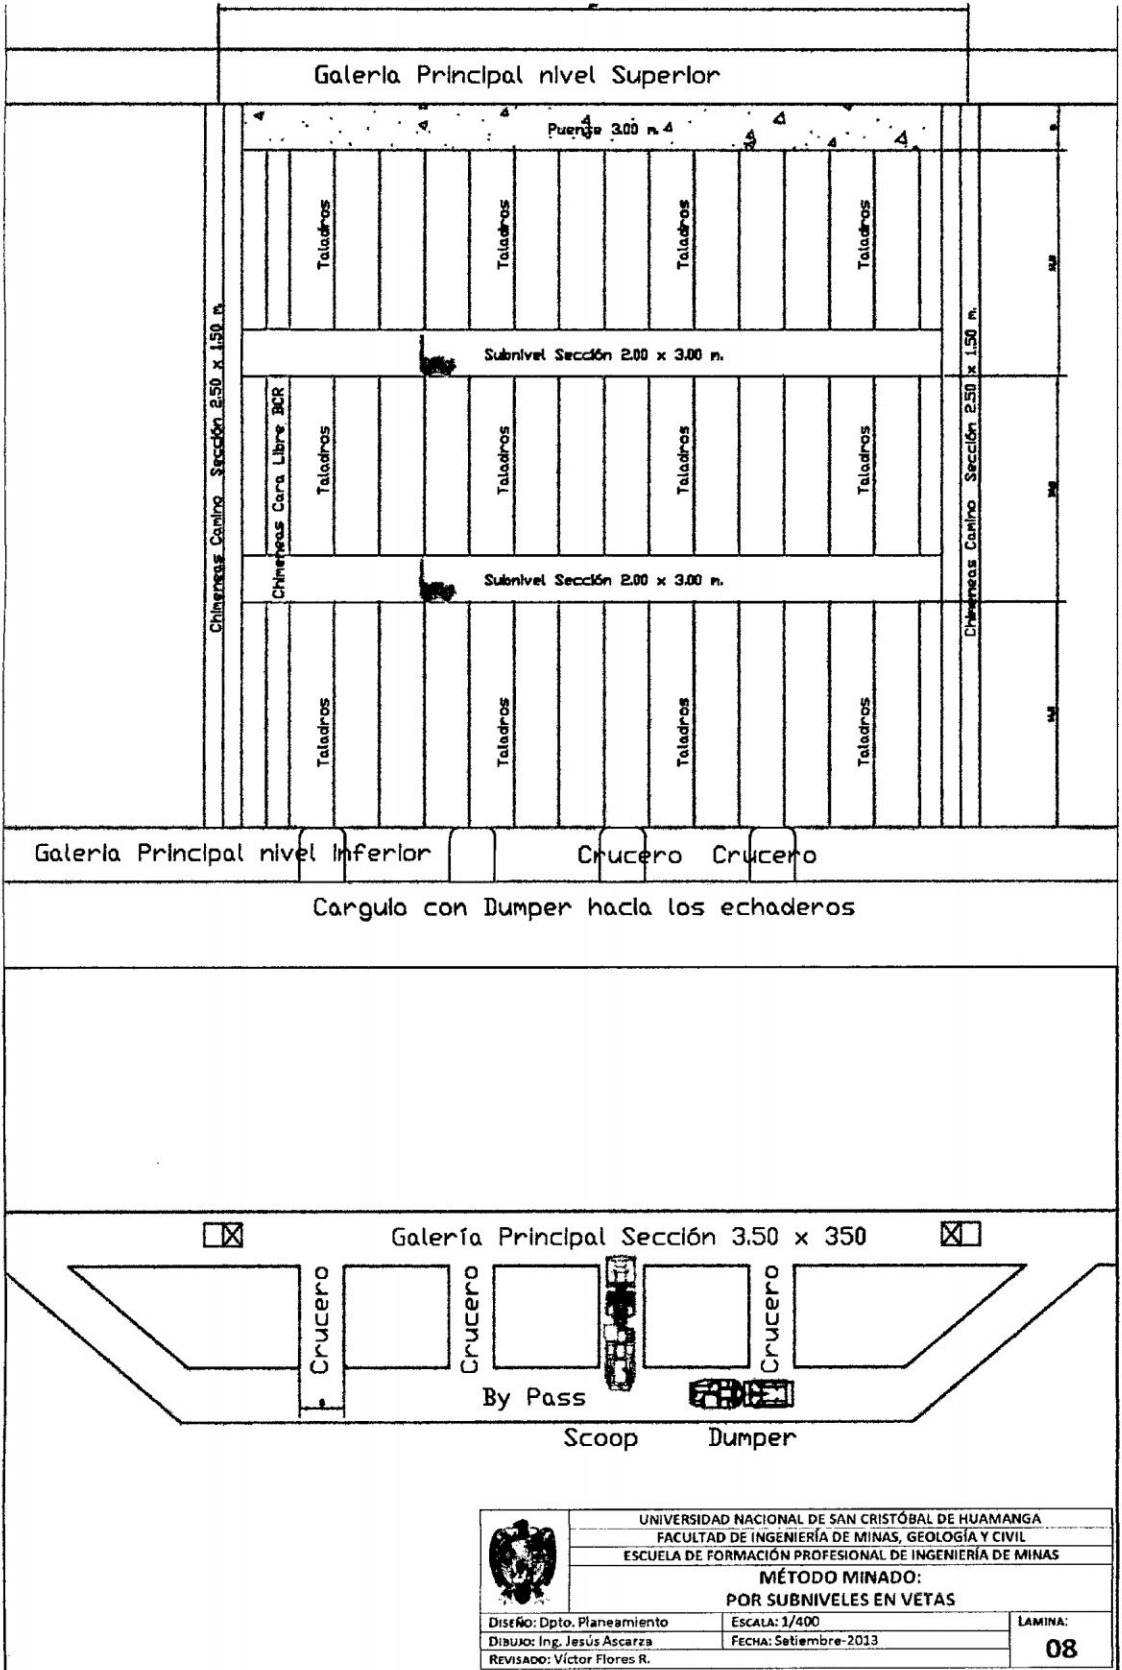 Galería Principal nivel Superior
Puente 3.00 m.
Taladros Taladros Taladros Taladros
Chimeneas Camino Sección 2.50 x 1.50 m.
Chimeneas Camino Sección 2.50 x 1.50 m.
Subnivel Sección 2.00 x 3.00 m.
Chimeneas Cara Libre BCR
Taladros Taladros Taladros Taladros
Subnivel Sección 2.00 x 3.00 m.
Taladros Taladros Taladros Taladros
Galería Principal nivel Inferior Crucero Crucero
Carguio con Dumper hacia los echaderos
Galería Principal Sección 3.50 x 350
Crucero Crucero Crucero
By Pass
Scoop Dumper
UNIVERSIDAD NACIONAL DE SAN CRISTÓBAL DE HUAMANGA
FACULTAD DE INGENIERÍA DE MINAS, GEOLOGÍA Y CIVIL
ESCUELA DE FORMACIÓN PROFESIONAL DE INGENIERÍA DE MINAS
MÉTODO MINADO:
POR SUBNIVELES EN VETAS
DISEÑO: Dpto. Planeamiento ESCALA: 1/400 LAMINA:
DIBUJO: Ing. Jesús Ascarza FECHA: Setiembre-2013 08
REVISADO: Víctor Flores R.